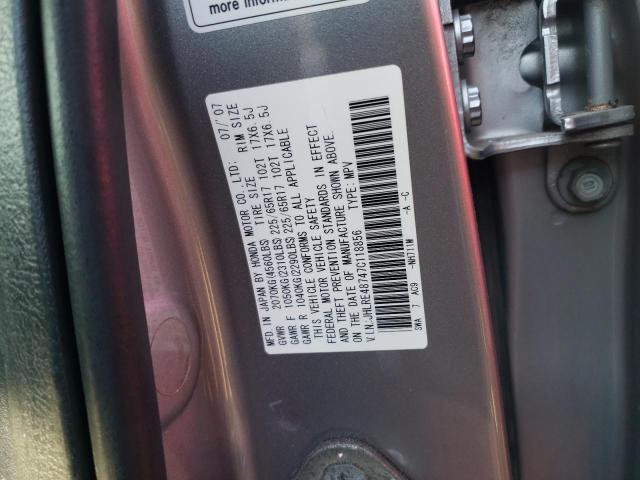 more inform
MFD. IN JAPAN BY HONDA MOTOR CO., LTD: 07/'07
TIRE SIZE RIM SIZE
GVWR 2070KG(4560LBS)
GAWR F 1050KG(2310LBS) 225/65R17 102T 17X6.5J
GAWR R 1040KG(2290LBS) 225/65R17 102T 17X6.5J
THIS VEHICLE CONFORMS TO ALL APPLICABLE
FEDERAL MOTOR VEHICLE SAFETY
AND THEFT PREVENTION STANDARDS IN EFFECT
ON THE DATE OF MANUFACTURE SHOWN ABOVE.
V.I.N.:JHLRE48747C118856 TYPE: MPV
SWA 7 AC9 -NH711M -A -C